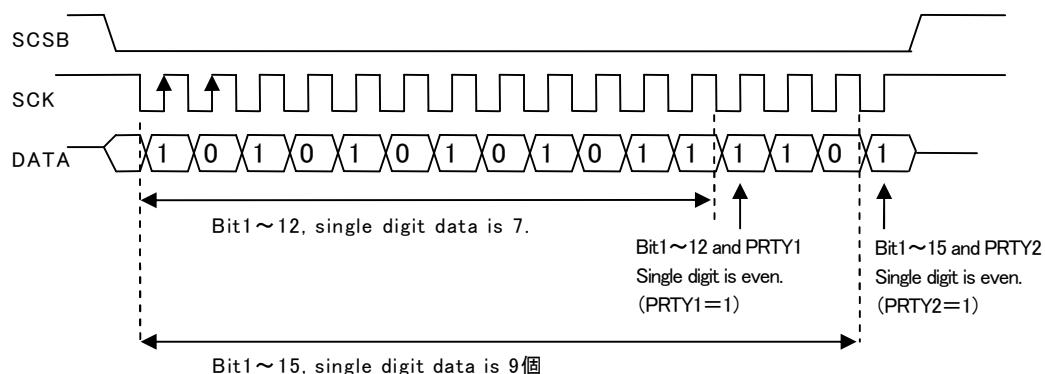 SCSB
SCK
DATA 1 0 1 0 1 0 1 0 1 0 1 1 1 1 0 1
Bit1～12, single digit data is 7.
Bit1～12 and PRTY1
Single digit is even.
(PRTY1＝1)
Bit1～15 and PRTY2
Single digit is even.
(PRTY2＝1)
Bit1～15, single digit data is 9個